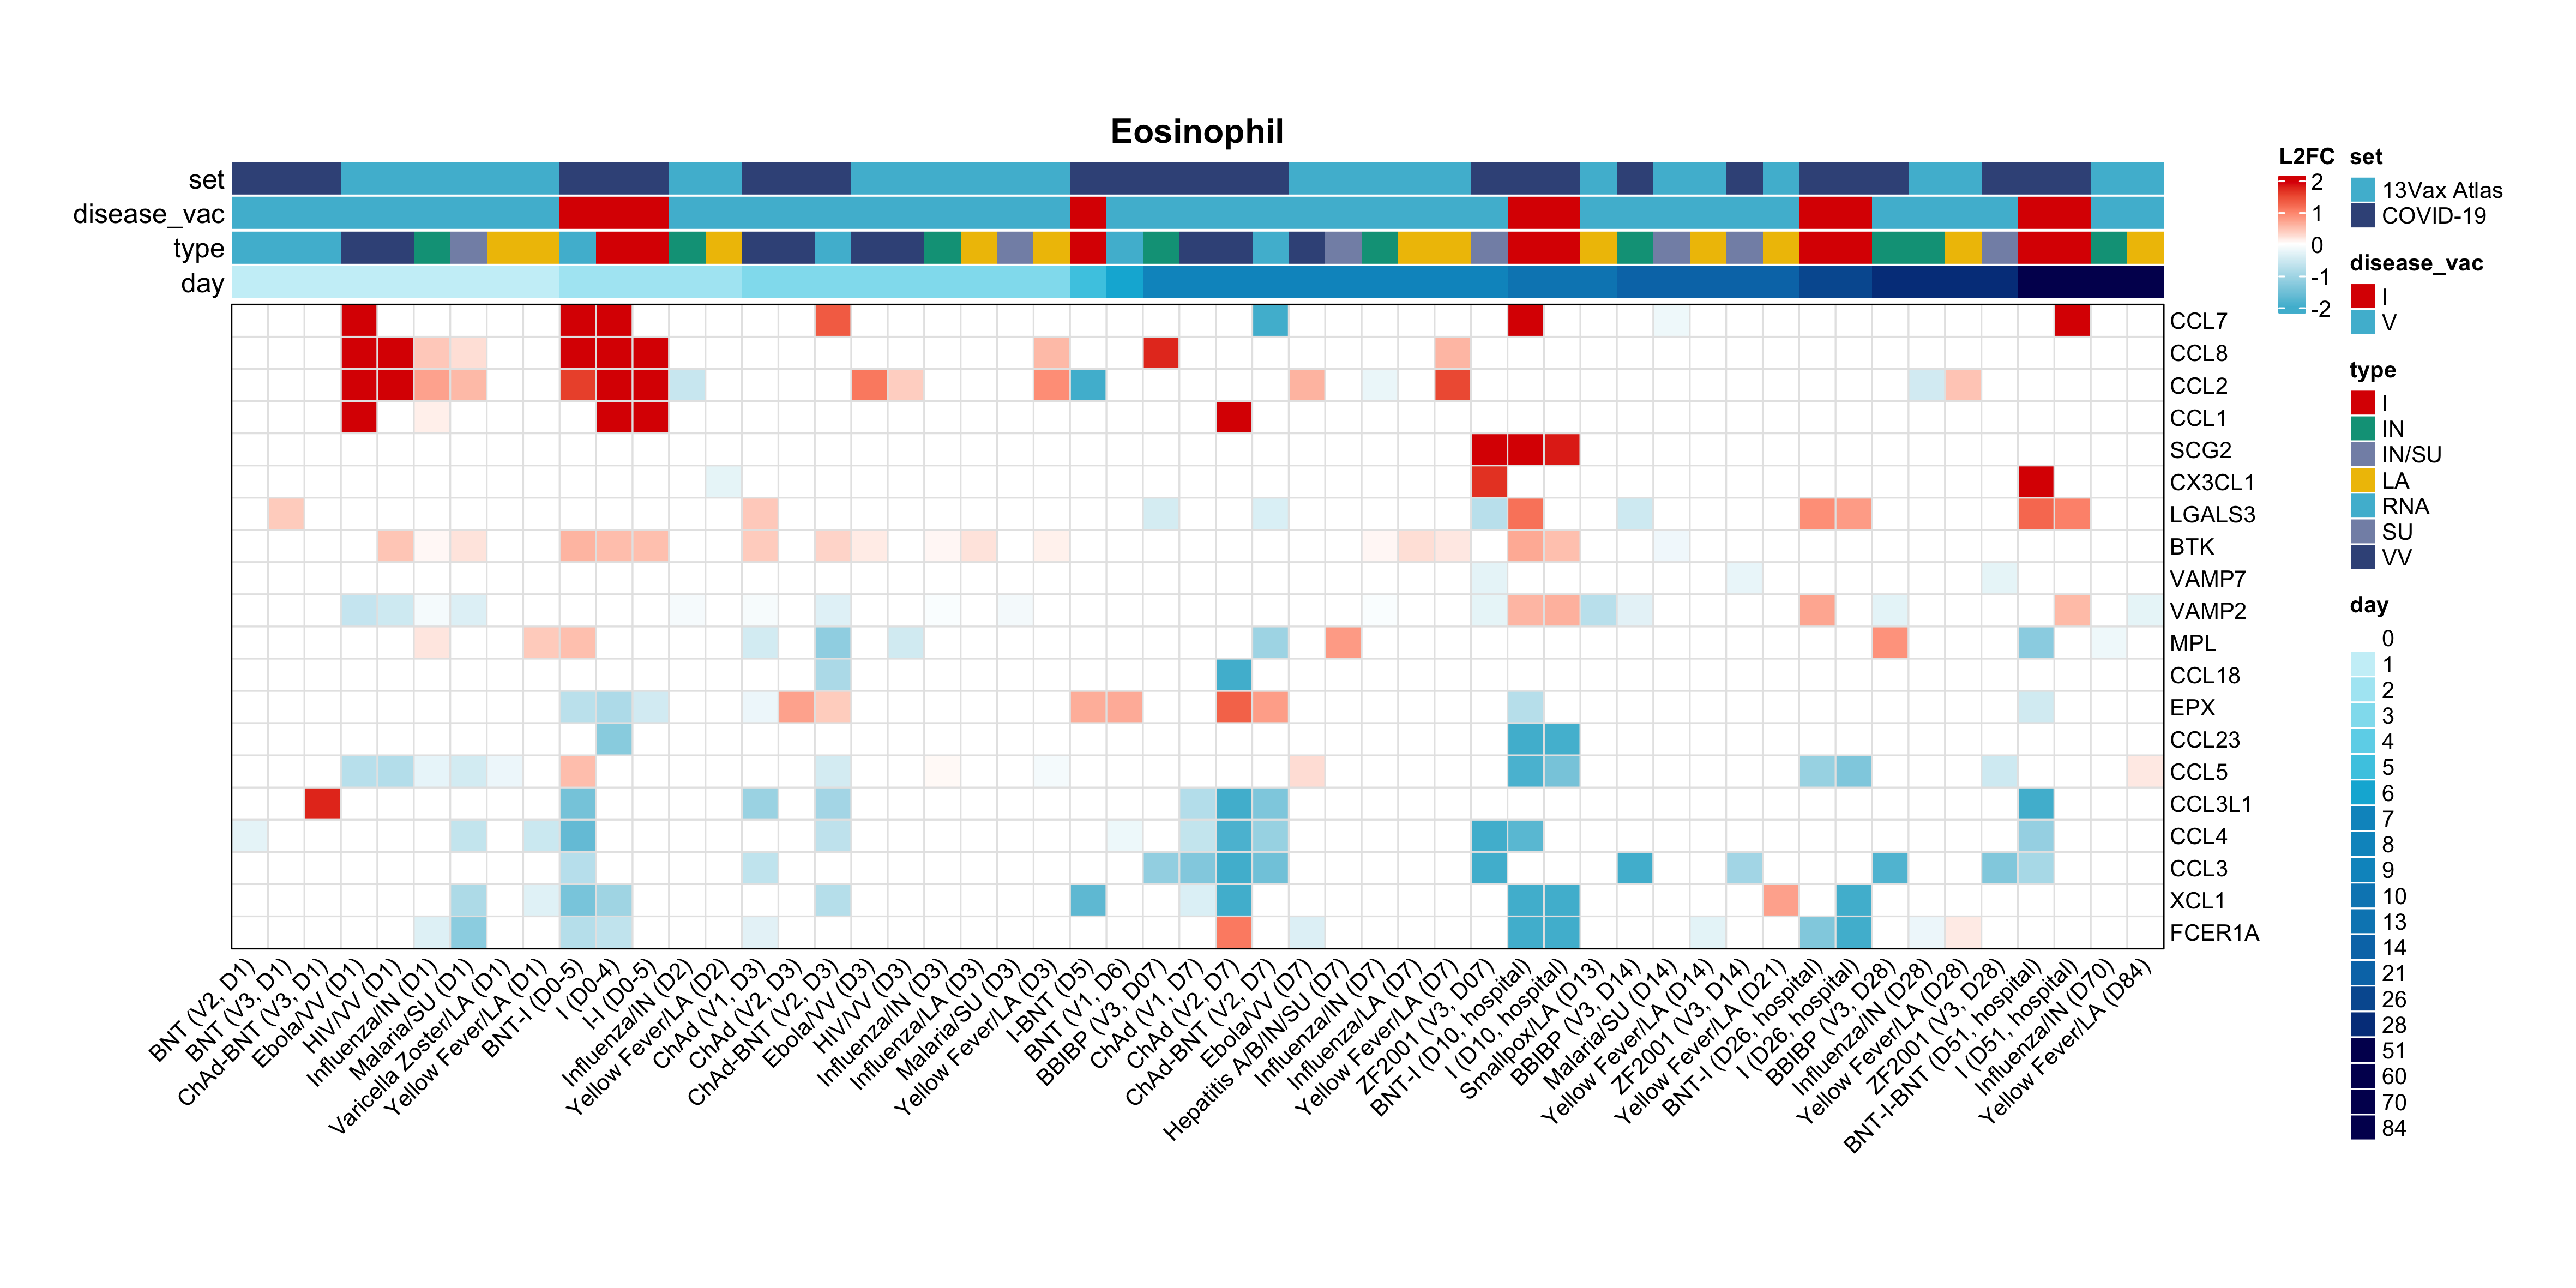 Eosinophil
set
disease_vac
type
day
CCL7
CCL8
CCL2
CCL1
SCG2
CX3CL1
LGALS3
BTK
VAMP7
VAMP2
MPL
CCL18
EPX
CCL23
CCL5
CCL3L1
CCL4
CCL3
XCL1
FCER1A
BNT (V2, D1)
BNT (V3, D1)
ChAd-BNT (V3, D1)
Ebola/VV (D1)
HIV/VV (D1)
Influenza/IN (D1)
Malaria/SU (D1)
Varicella Zoster/LA (D1)
Yellow Fever/LA (D1)
BNT-I (D0-5)
I (D0-4)
I-I (D0-5)
Influenza/IN (D2)
Yellow Fever/LA (D2)
ChAd (V1, D3)
ChAd (V2, D3)
ChAd-BNT (V2, D3)
Ebola/VV (D3)
HIV/VV (D3)
Influenza/IN (D3)
Influenza/LA (D3)
Malaria/SU (D3)
Yellow Fever/LA (D3)
I-BNT (D5)
BNT (V1, D6)
BBIBP (V3, D07)
ChAd (V1, D7)
ChAd (V2, D7)
ChAd-BNT (V2, D7)
Ebola/VV (D7)
Hepatitis A/B/IN/SU (D7)
Influenza/IN (D7)
Influenza/LA (D7)
Yellow Fever/LA (D7)
ZF2001 (V3, D07)
BNT-I (D10, hospital)
I (D10, hospital)
Smallpox/LA (D13)
BBIBP (V3, D14)
Malaria/SU (D14)
Yellow Fever/LA (D14)
ZF2001 (V3, D14)
Yellow Fever/LA (D21)
BNT-I (D26, hospital)
I (D26, hospital)
BBIBP (V3, D28)
Influenza/IN (D28)
Yellow Fever/LA (D28)
ZF2001 (V3, D28)
BNT-I-BNT (D51, hospital)
I (D51, hospital)
Influenza/IN (D70)
Yellow Fever/LA (D84)
L2FC
2
1
0
-1
-2
set
13Vax Atlas
COVID-19
disease_vac
I
V
type
I
IN
IN/SU
LA
RNA
SU
VV
day
0
1
2
3
4
5
6
7
8
9
10
13
14
21
26
28
51
60
70
84